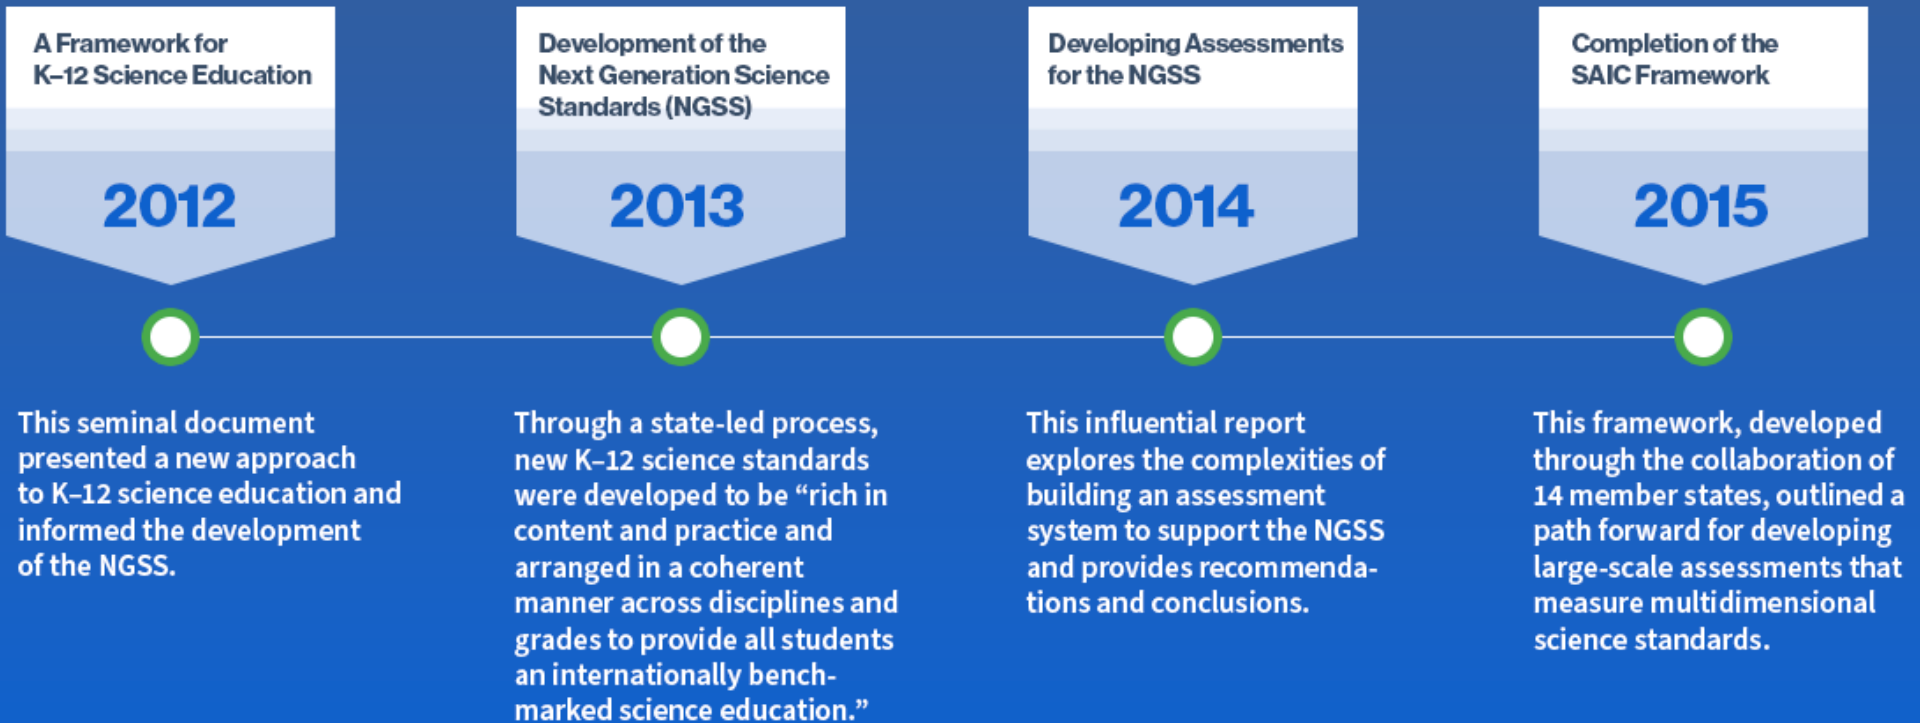 A Framework for
K–12 Science Education
2012
This seminal document
presented a new approach
to K–12 science education and
informed the development
of the NGSS.
Development of the
Next Generation Science
Standards (NGSS)
2013
Through a state-led process,
new K–12 science standards
were developed to be “rich in
content and practice and
arranged in a coherent
manner across disciplines and
grades to provide all students
an internationally bench-
marked science education.”
Developing Assessments
for the NGSS
2014
This influential report
explores the complexities of
building an assessment
system to support the NGSS
and provides recommenda-
tions and conclusions.
Completion of the
SAIC Framework
2015
This framework, developed
through the collaboration of
14 member states, outlined a
path forward for developing
large-scale assessments that
measure multidimensional
science standards.